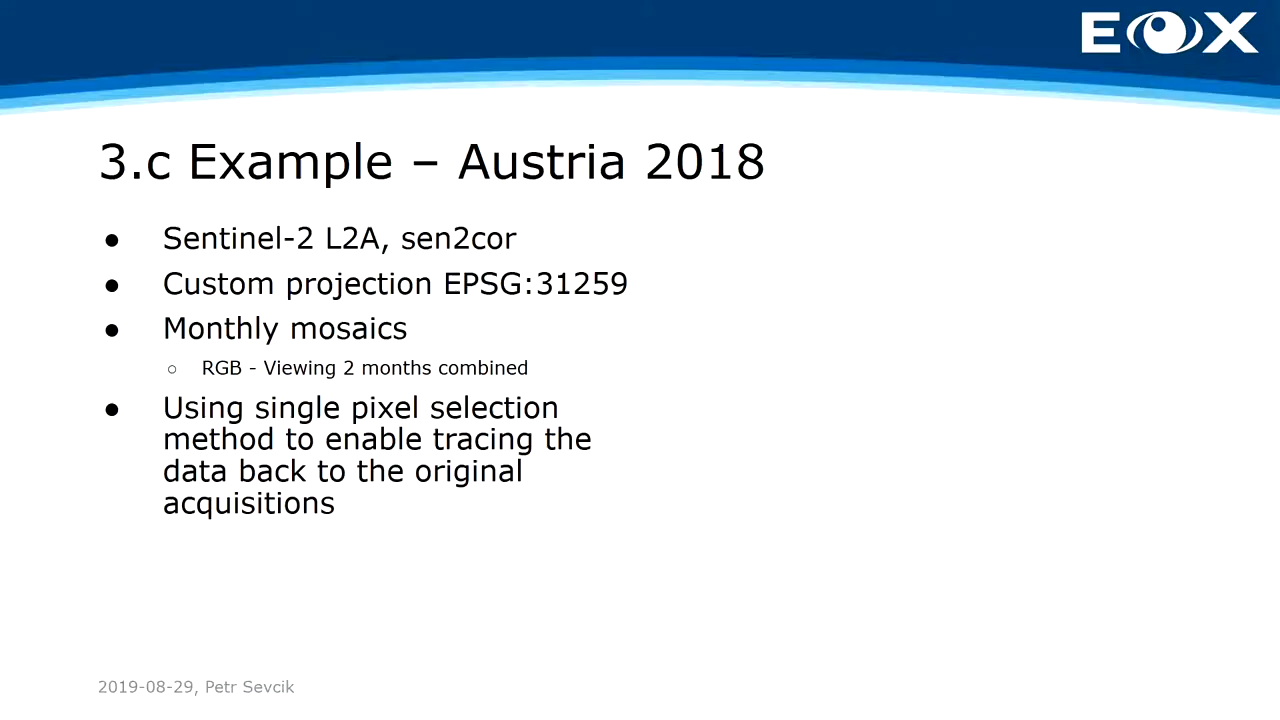 EOX
3.c Example – Austria 2018
● Sentinel-2 L2A, sen2cor
● Custom projection EPSG:31259
● Monthly mosaics
○ RGB - Viewing 2 months combined
● Using single pixel selection
method to enable tracing the
data back to the original
acquisitions
2019-08-29, Petr Sevcik